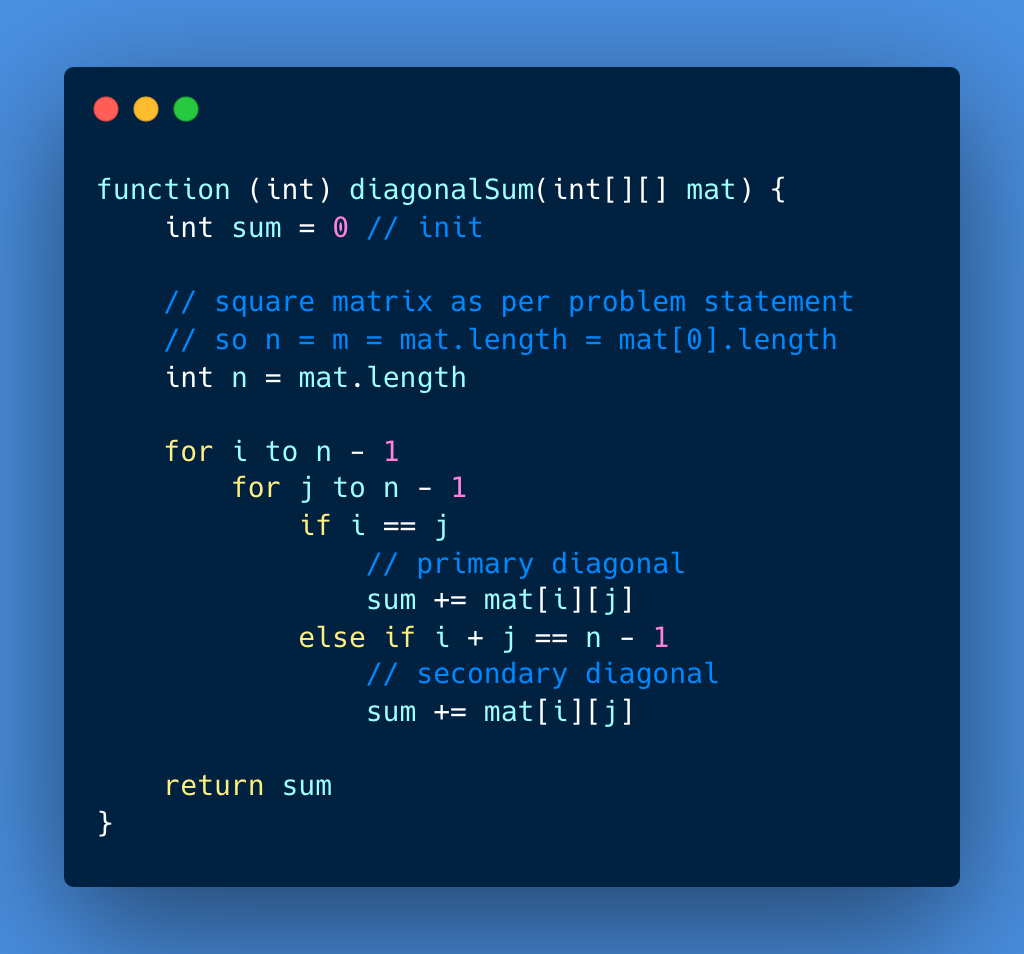 function (int) diagonalSum(int[][] mat) {
    int sum = 0 // init

    // square matrix as per problem statement
    // so n = m = mat.length = mat[0].length
    int n = mat.length

    for i to n - 1
        for j to n - 1
            if i == j
                // primary diagonal
                sum += mat[i][j]
            else if i + j == n - 1
                // secondary diagonal
                sum += mat[i][j]

    return sum
}